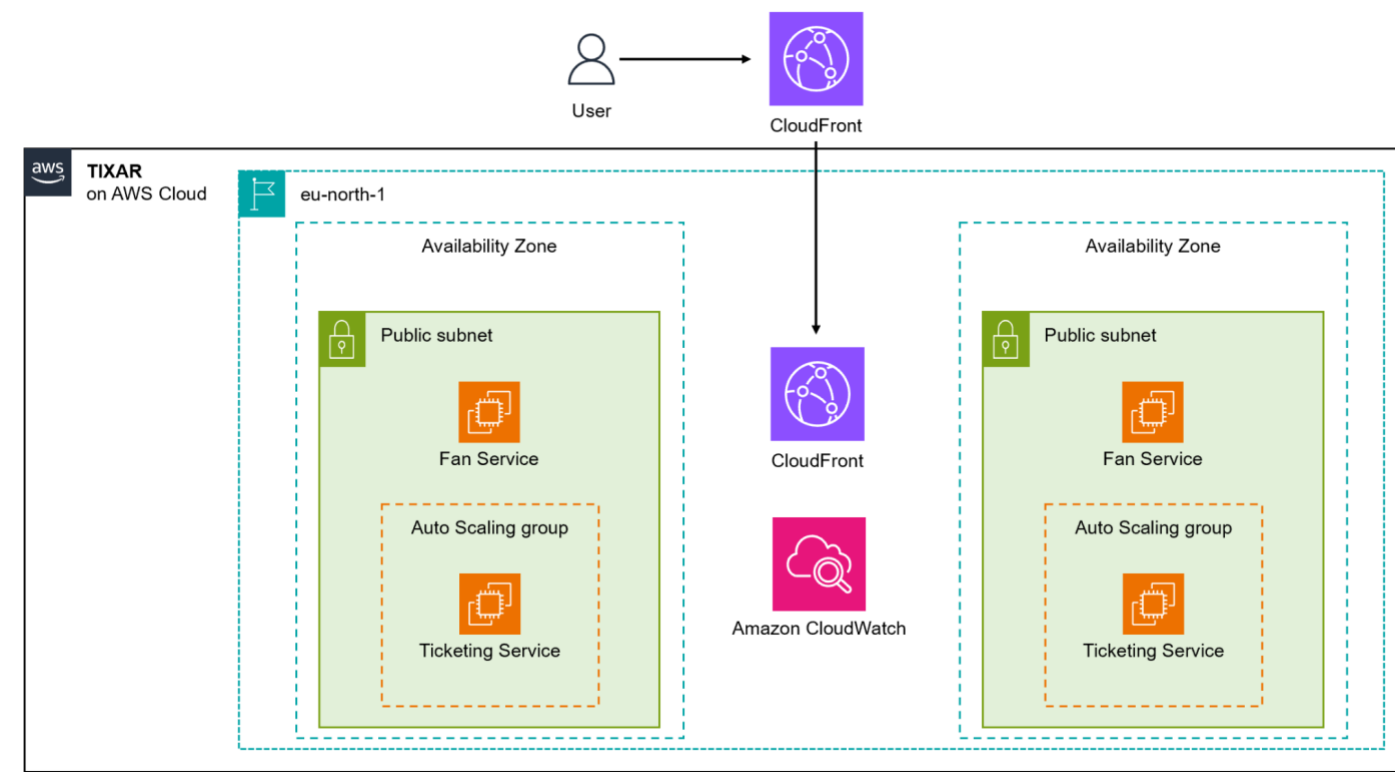 User
CloudFront
aws
TIXAR
on AWS Cloud
eu-north-1
Availability Zone
Availability Zone
Public subnet
Public subnet
Fan Service
CloudFront
Fan Service
Auto Scaling group
Auto Scaling group
Ticketing Service
Amazon CloudWatch
Ticketing Service